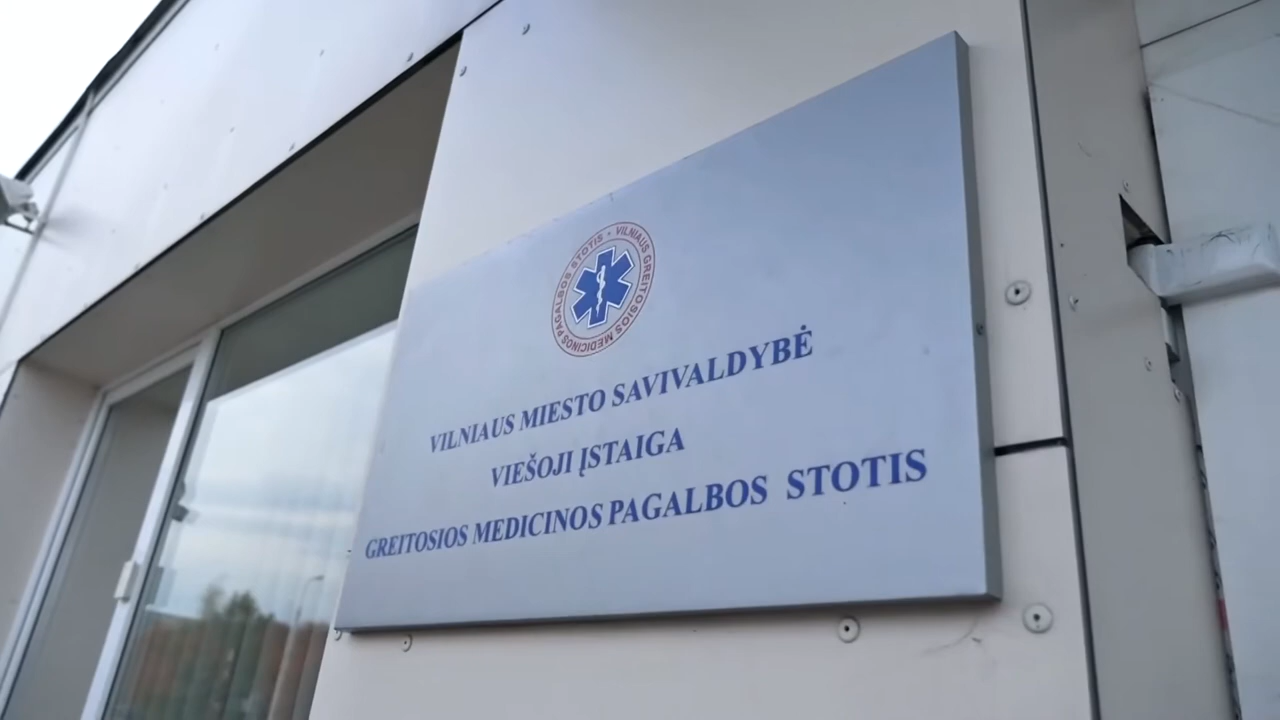 VILNIAUS GREITOSIOS MEDICINOS PAGALBOS STOTIS •
VILNIAUS MIESTO SAVIVALDYBĖ
VIEŠOJI ĮSTAIGA
GREITOSIOS MEDICINOS PAGALBOS STOTIS